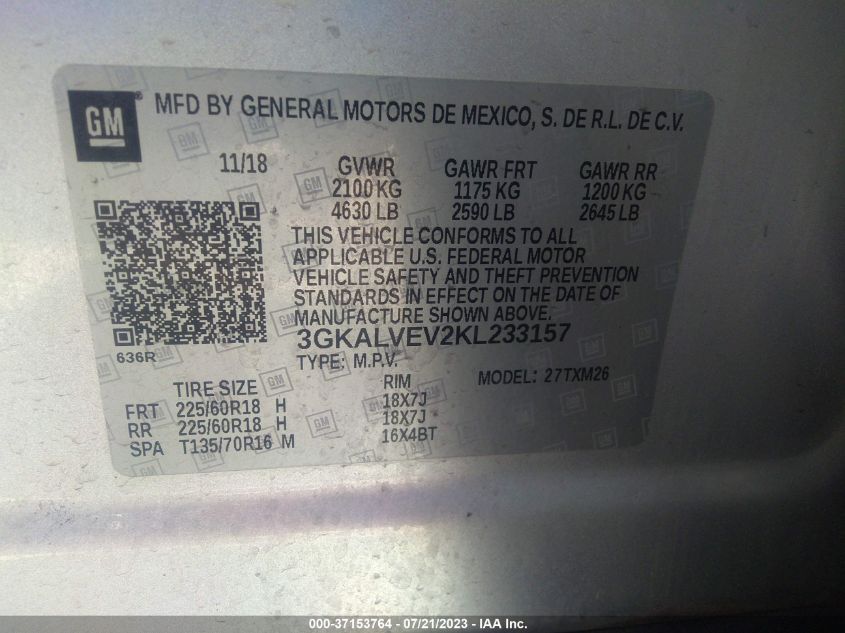 GM ® MFD BY GENERAL MOTORS DE MEXICO, S. DE R.L. DE C.V.
11/18 GVWR GAWR FRT GAWR RR
2100 KG 1175 KG 1200 KG
4630 LB 2590 LB 2645 LB
THIS VEHICLE CONFORMS TO ALL
APPLICABLE U.S. FEDERAL MOTOR
VEHICLE SAFETY AND THEFT PREVENTION
STANDARDS IN EFFECT ON THE DATE OF
MANUFACTURE SHOWN ABOVE.
3GKALVEV2KL233157
636R
TYPE: M.P.V.
MODEL: 27TXM26
TIRE SIZE RIM
FRT 225/60R18 H 18X7J
RR 225/60R18 H 18X7J
SPA T135/70R16 M 16X4BT
000-37153764 - 07/21/2023 - IAA Inc.